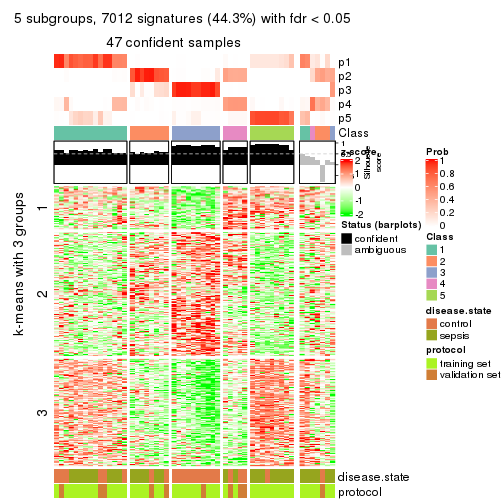 5 subgroups, 7012 signatures (44.3%) with fdr < 0.05
47 confident samples
p1
p2
p3
p4
p5
Class
1
Silhouette
score
k-means with 3 groups
1
2
3
disease.state
protocol
z-score
2
1
0
-1
-2
Status (barplots)
confident
ambiguous
Prob
1
0.8
0.6
0.4
0.2
0
Class
1
2
3
4
5
disease.state
control
sepsis
protocol
training set
validation set